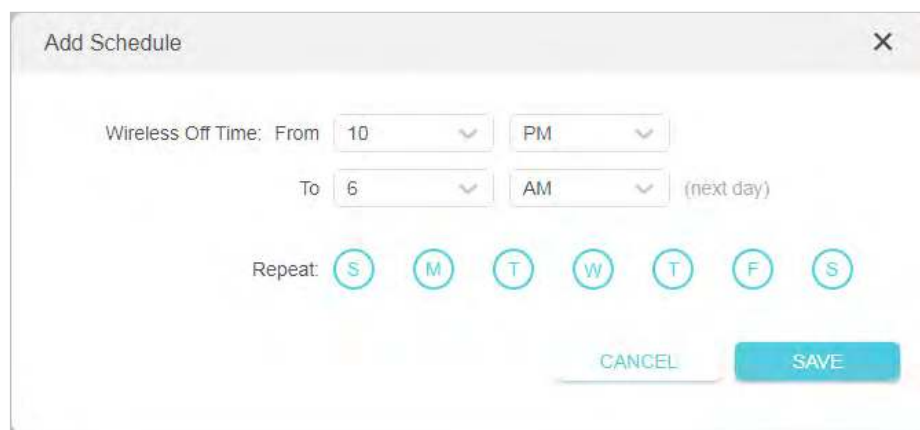 Add Schedule
Wireless Off Time: From 10 PM
To 6 AM (next day)
Repeat: S M T W T F S
CANCEL SAVE